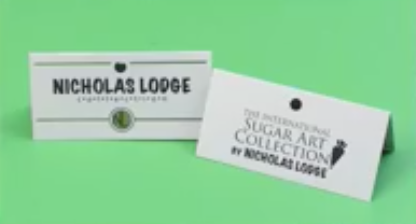 NICHOLAS LODGE
THE INTERNATIONAL
SUGAR ART
COLLECTION
BY NICHOLAS LODGE